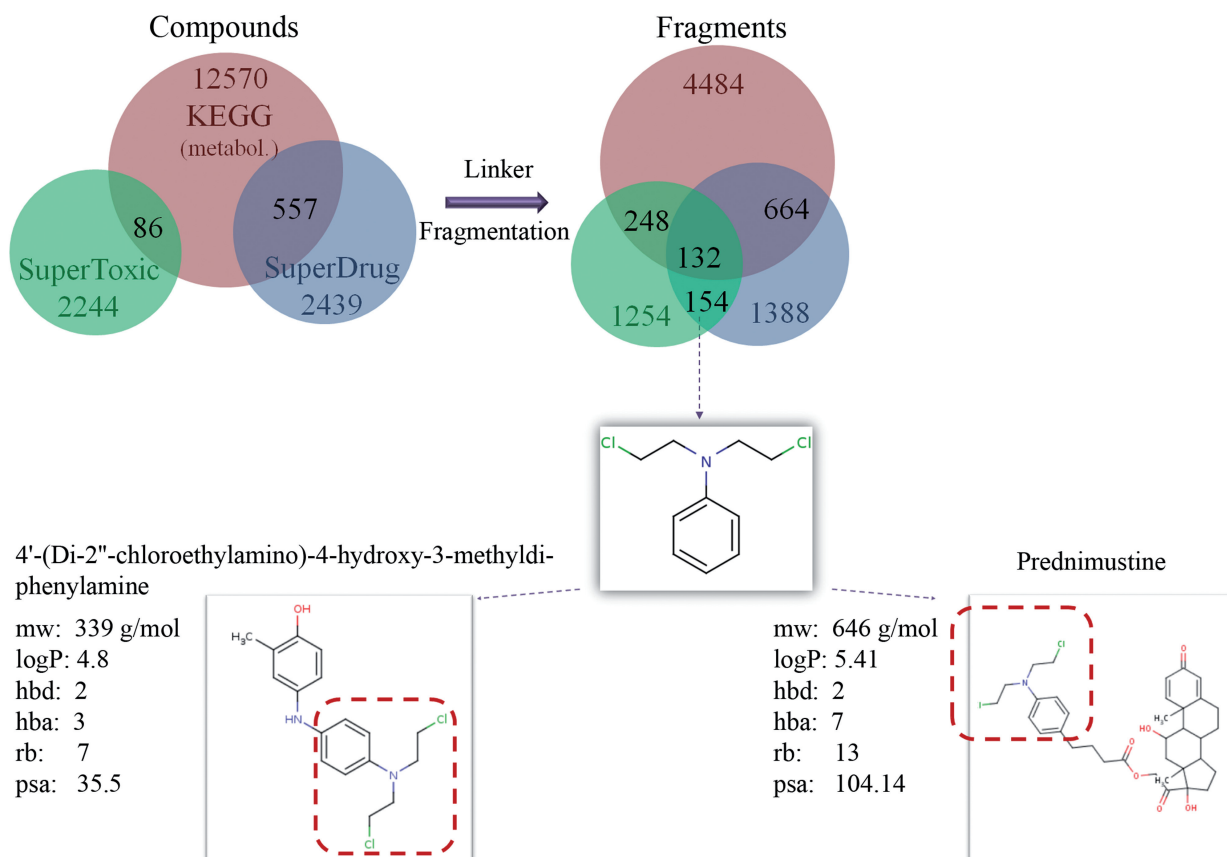 Compounds
12570
KEGG
(metabol.)
86
557
SuperToxic
2244
SuperDrug
2439
Linker
Fragmentation
Fragments
4484
248
664
132
154
1254
1388
Cl
Cl
N
4'-(Di-2"-chloroethylamino)-4-hydroxy-3-methyldi-
phenylamine
mw: 339 g/mol
logP: 4.8
hbd: 2
hba: 3
rb: 7
psa: 35.5
OH
H₃C
HN
Cl
N
Cl
Prednimustine
mw: 646 g/mol
logP: 5.41
hbd: 2
hba: 7
rb: 13
psa: 104.14
Cl
N
I
O
CH₃
HO
O
CH₃
O
O
OH